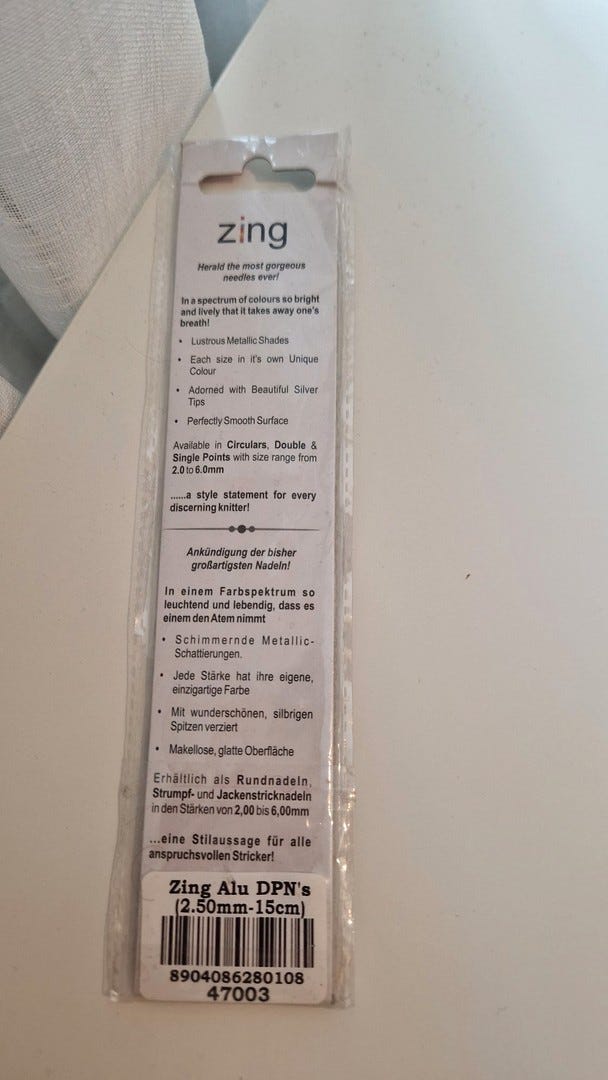 zing
Herald the most gorgeous
needles ever!
In a spectrum of colours so bright
and lively that it takes away one's
breath!
• Lustrous Metallic Shades
• Each size in it's own Unique
Colour
• Adorned with Beautiful Silver
Tips
• Perfectly Smooth Surface
Available in Circulars, Double &
Single Points with size range from
2.0 to 6.0mm
......a style statement for every
discerning knitter!
Ankündigung der bisher
großartigsten Nadeln!
In einem Farbspektrum so
leuchtend und lebendig, dass es
einem den Atem nimmt
• Schimmernde Metallic-
Schattierungen.
• Jede Stärke hat ihre eigene,
einzigartige Farbe
• Mit wunderschönen, silbrigen
Spitzen verziert
• Makellose, glatte Oberfläche
Erhältlich als Rundnadeln,
Strumpf- und Jackenstricknadeln
in den Stärken von 2,00 bis 6,00mm
...eine Stilaussage für alle
anspruchsvollen Stricker!
Zing Alu DPN's
(2.50mm-15cm)
8904086280108
47003